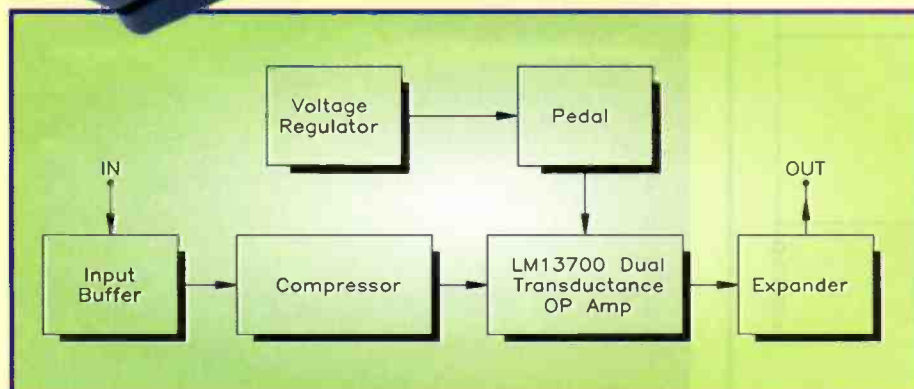 Voltage
Regulator
Pedal
IN
OUT
Input
Buffer
Compressor
LM13700 Dual
Transductance
OP Amp
Expander